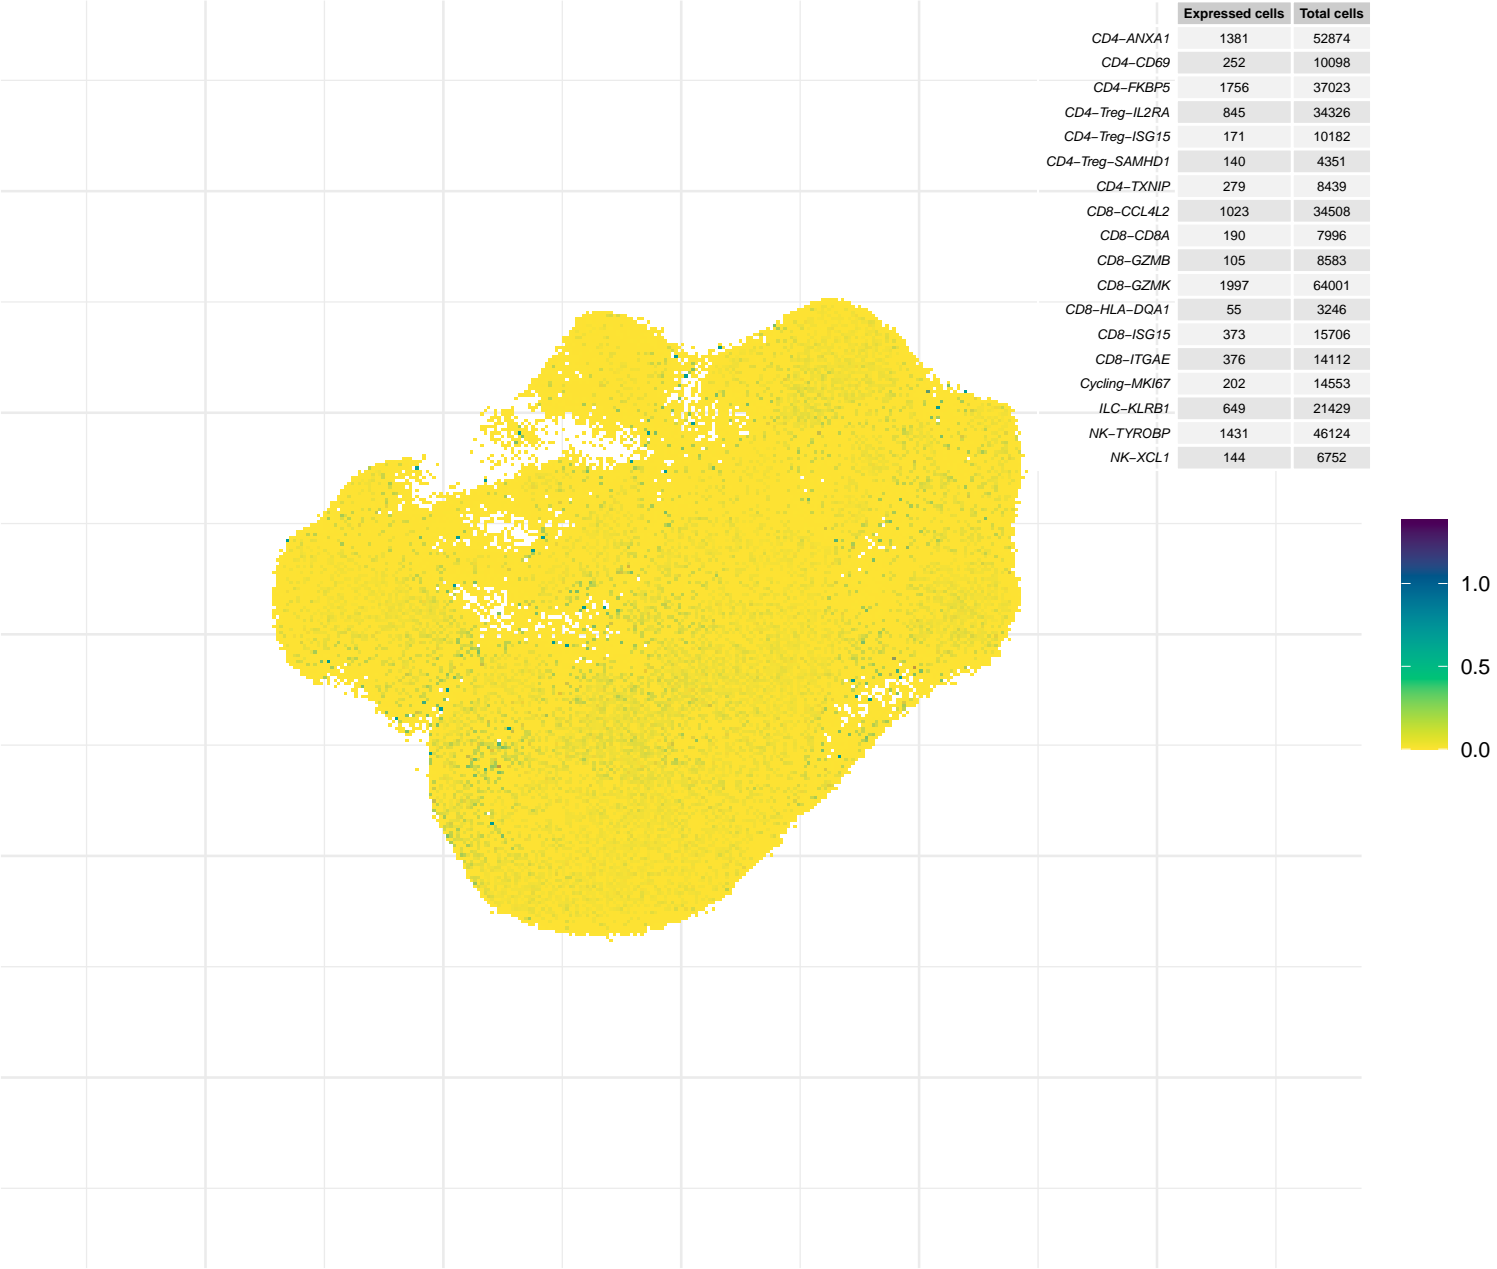 Expressed cells Total cells
CD4−ANXA1 1381 52874
CD4−CD69 252 10098
CD4−FKBP5 1756 37023
CD4−Treg−IL2RA 845 34326
CD4−Treg−ISG15 171 10182
CD4−Treg−SAMHD1 140 4351
CD4−TXNIP 279 8439
CD8−CCL4L2 1023 34508
CD8−CD8A 190 7996
CD8−GZMB 105 8583
CD8−GZMK 1997 64001
CD8−HLA−DQA1 55 3246
CD8−ISG15 373 15706
CD8−ITGAE 376 14112
Cycling−MKI67 202 14553
ILC−KLRB1 649 21429
NK−TYROBP 1431 46124
NK−XCL1 144 6752
1.0
0.5
0.0